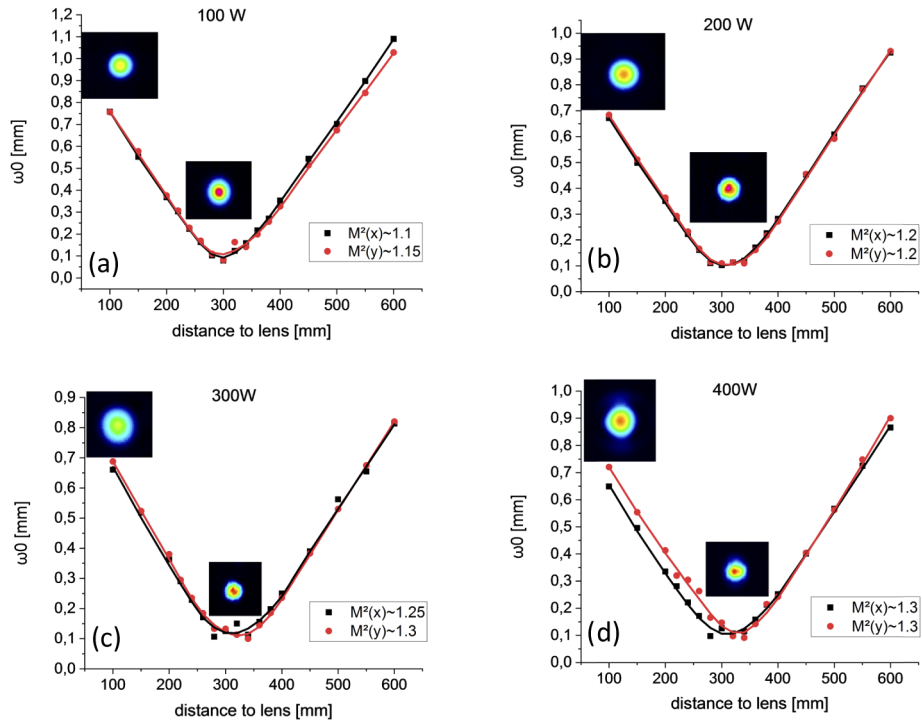 100 W
1,2
1,1
1,0
0,9
0,8
0,7
0,6
0,5
0,4
0,3
0,2
0,1
0,0
ω0 [mm]
(a)
M²(x)~1.1
M²(y)~1.15
100 200 300 400 500 600
distance to lens [mm]
200 W
1,0
0,9
0,8
0,7
0,6
0,5
0,4
0,3
0,2
0,1
0,0
ω0 [mm]
(b)
M²(x)~1.2
M²(y)~1.2
100 200 300 400 500 600
distance to lens [mm]
300W
0,9
0,8
0,7
0,6
0,5
0,4
0,3
0,2
0,1
0,0
ω0 [mm]
(c)
M²(x)~1.25
M²(y)~1.3
100 200 300 400 500 600
distance to lens [mm]
400W
1,0
0,9
0,8
0,7
0,6
0,5
0,4
0,3
0,2
0,1
0,0
ω0 [mm]
(d)
M²(x)~1.3
M²(y)~1.3
100 200 300 400 500 600
distance to lens [mm]